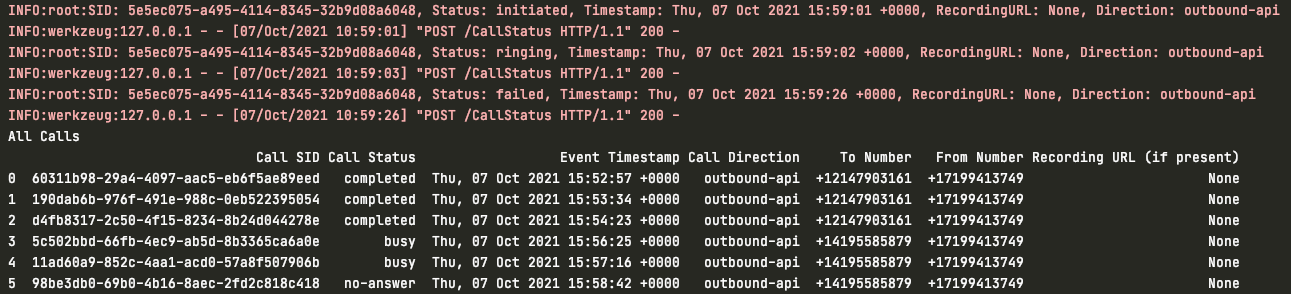 INFO:root:SID: 5e5ec075-a495-4114-8345-32b9d08a6048, Status: initiated, Timestamp: Thu, 07 Oct 2021 15:59:01 +0000, RecordingURL: None, Direction: outbound-api
INFO:werkzeug:127.0.0.1 - - [07/Oct/2021 10:59:01] "POST /CallStatus HTTP/1.1" 200 -
INFO:root:SID: 5e5ec075-a495-4114-8345-32b9d08a6048, Status: ringing, Timestamp: Thu, 07 Oct 2021 15:59:02 +0000, RecordingURL: None, Direction: outbound-api
INFO:werkzeug:127.0.0.1 - - [07/Oct/2021 10:59:03] "POST /CallStatus HTTP/1.1" 200 -
INFO:root:SID: 5e5ec075-a495-4114-8345-32b9d08a6048, Status: failed, Timestamp: Thu, 07 Oct 2021 15:59:26 +0000, RecordingURL: None, Direction: outbound-api
INFO:werkzeug:127.0.0.1 - - [07/Oct/2021 10:59:26] "POST /CallStatus HTTP/1.1" 200 -
All Calls
Call SID Call Status Event Timestamp Call Direction To Number From Number Recording URL (if present)
0 60311b98-29a4-4097-aac5-eb6f5ae89eed completed Thu, 07 Oct 2021 15:52:57 +0000 outbound-api +12147903161 +17199413749 None
1 190dab6b-976f-491e-988c-0eb522395054 completed Thu, 07 Oct 2021 15:53:34 +0000 outbound-api +12147903161 +17199413749 None
2 d4fb8317-2c50-4f15-8234-8b24d044278e completed Thu, 07 Oct 2021 15:54:23 +0000 outbound-api +12147903161 +17199413749 None
3 5c502bbd-66fb-4ec9-ab5d-8b3365ca6a0e busy Thu, 07 Oct 2021 15:56:25 +0000 outbound-api +14195585879 +17199413749 None
4 11ad60a9-852c-4aa1-acd0-57a8f507906b busy Thu, 07 Oct 2021 15:57:16 +0000 outbound-api +14195585879 +17199413749 None
5 98be3db0-69b0-4b16-8aec-2fd2c818c418 no-answer Thu, 07 Oct 2021 15:58:42 +0000 outbound-api +14195585879 +17199413749 None